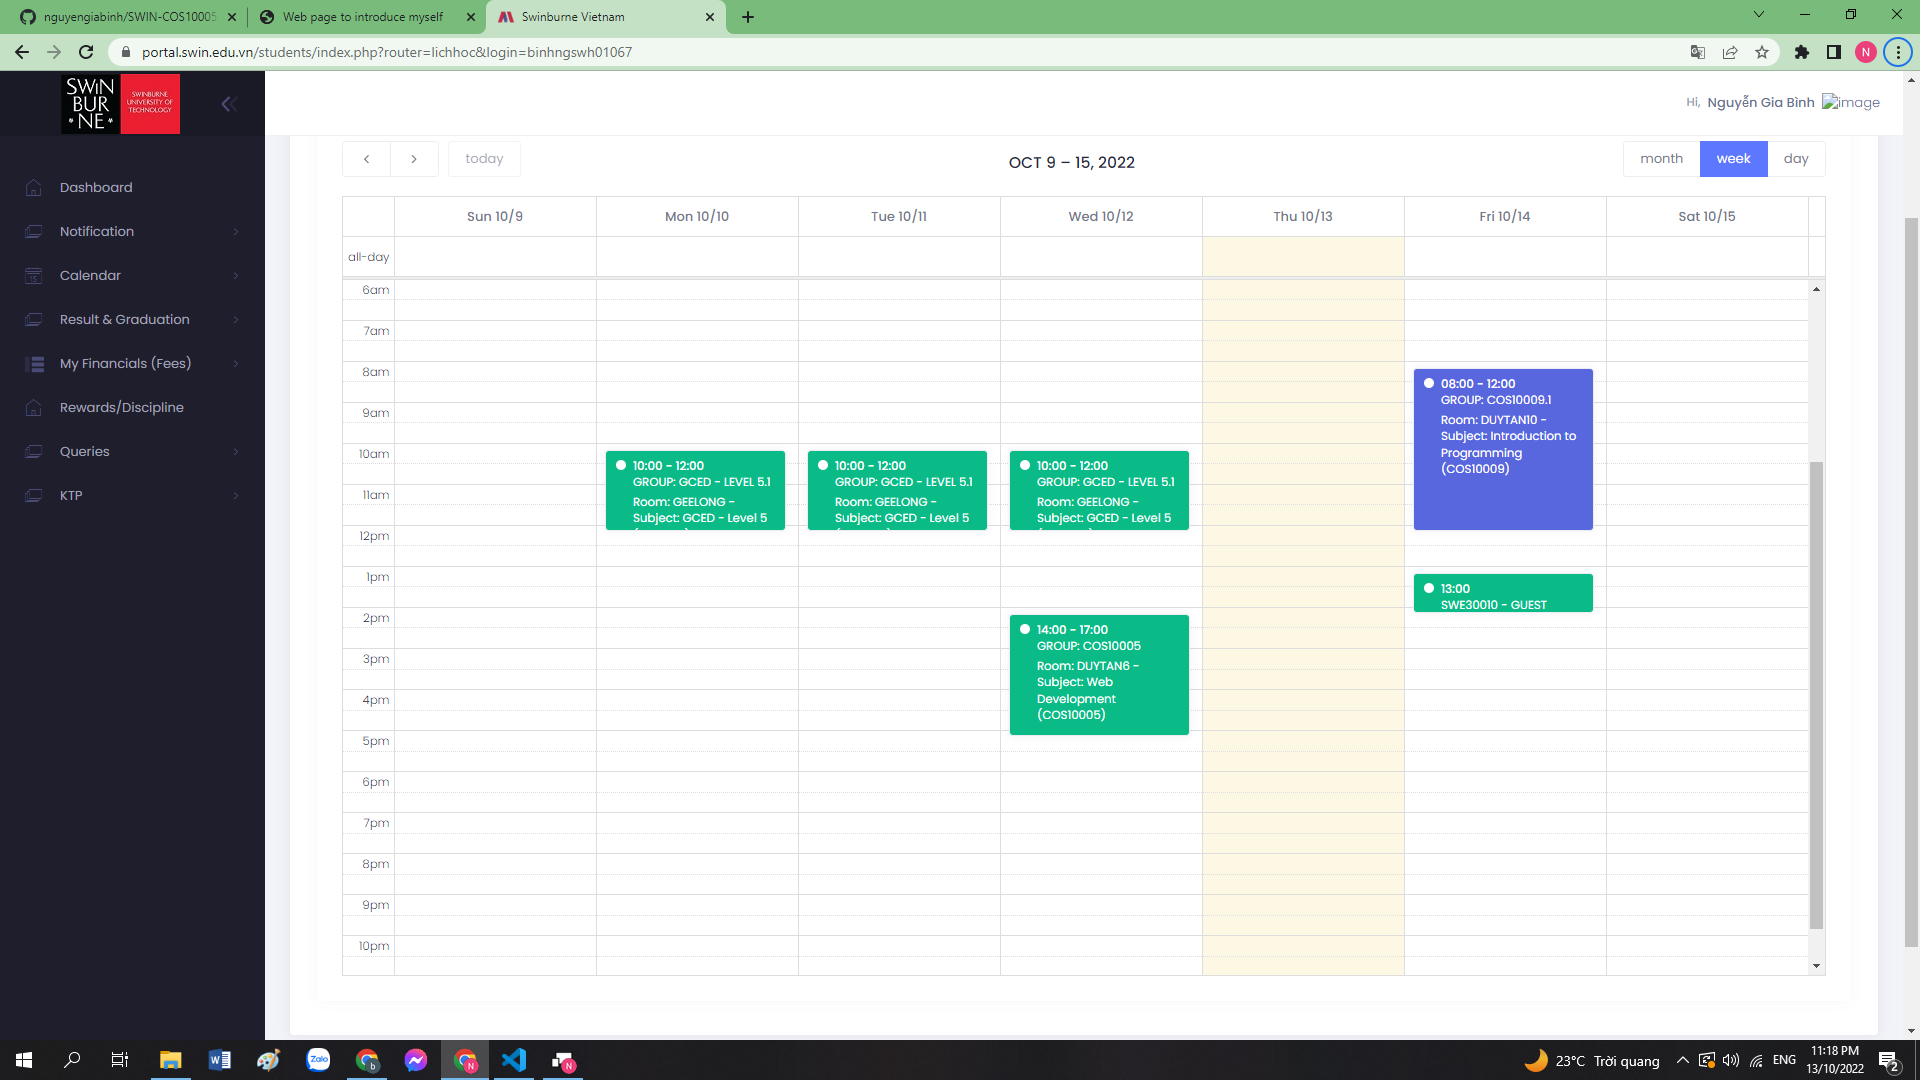 nguyengiabinh/SWIN-COS10005
Web page to introduce myself
Swinburne Vietnam
portal.swin.edu.vn/students/index.php?router=lichhoc&login=binhngswh01067
N
SWIN
BUR
*NE*
SWINBURNE
UNIVERSITY OF
TECHNOLOGY
Hi, Nguyễn Gia Bình image
Dashboard
Notification
Calendar
Result & Graduation
My Financials (Fees)
Rewards/Discipline
Queries
KTP
today
OCT 9 – 15, 2022
month week day
Sun 10/9 Mon 10/10 Tue 10/11 Wed 10/12 Thu 10/13 Fri 10/14 Sat 10/15
all-day
6am
7am
8am
9am
10am
11am
12pm
1pm
2pm
3pm
4pm
5pm
6pm
7pm
8pm
9pm
10pm
10:00 - 12:00
GROUP: GCED - LEVEL 5.1
Room: GEELONG -
Subject: GCED - Level 5
10:00 - 12:00
GROUP: GCED - LEVEL 5.1
Room: GEELONG -
Subject: GCED - Level 5
10:00 - 12:00
GROUP: GCED - LEVEL 5.1
Room: GEELONG -
Subject: GCED - Level 5
14:00 - 17:00
GROUP: COS10005
Room: DUYTAN6 -
Subject: Web
Development
(COS10005)
08:00 - 12:00
GROUP: COS10009.1
Room: DUYTAN10 -
Subject: Introduction to
Programming
(COS10009)
13:00
SWE30010 - GUEST
Zalo
b
N
N
23°C Trời quang
ENG
11:18 PM
13/10/2022
2